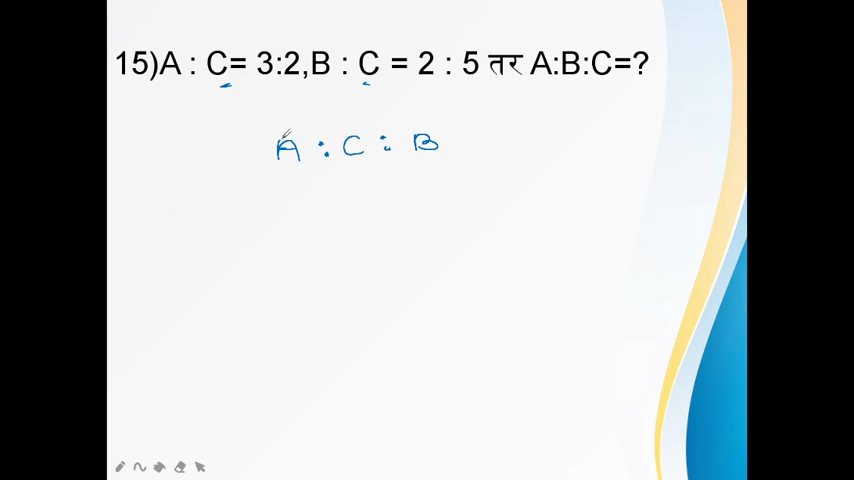 15)A : C= 3:2,B : C = 2 : 5 तर A:B:C=?
A : C : B